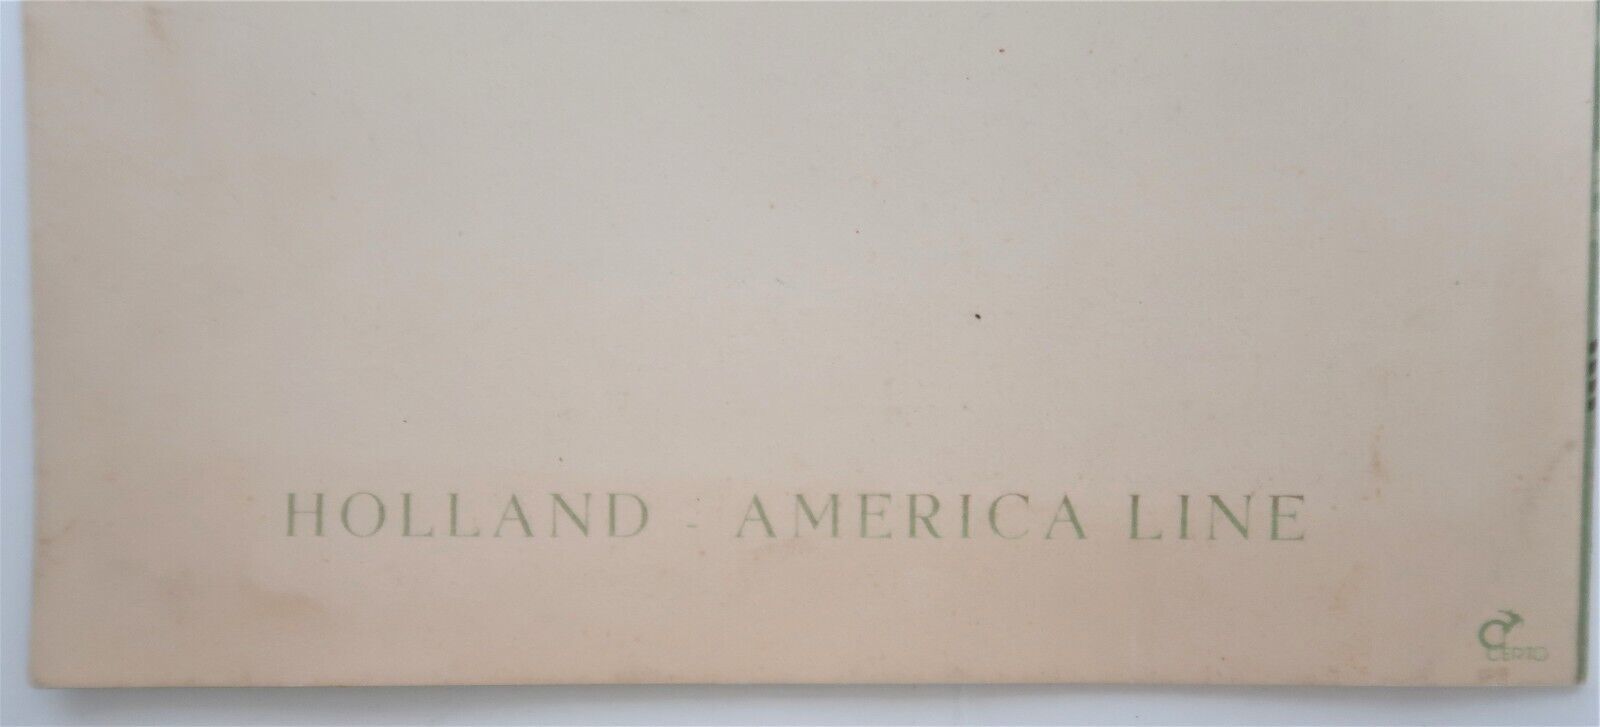 HOLLAND - AMERICA LINE
CERTO